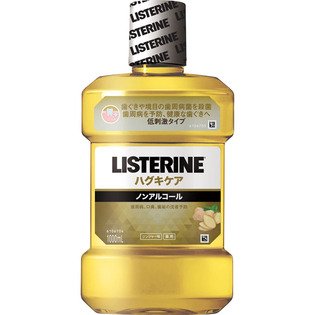 LISTERINE
歯ぐきや境目の歯周病菌を殺菌
歯周病を予防、健康な歯ぐきへ
低刺激タイプ
LISTERINE
ハグキケア
ノンアルコール
1000mL